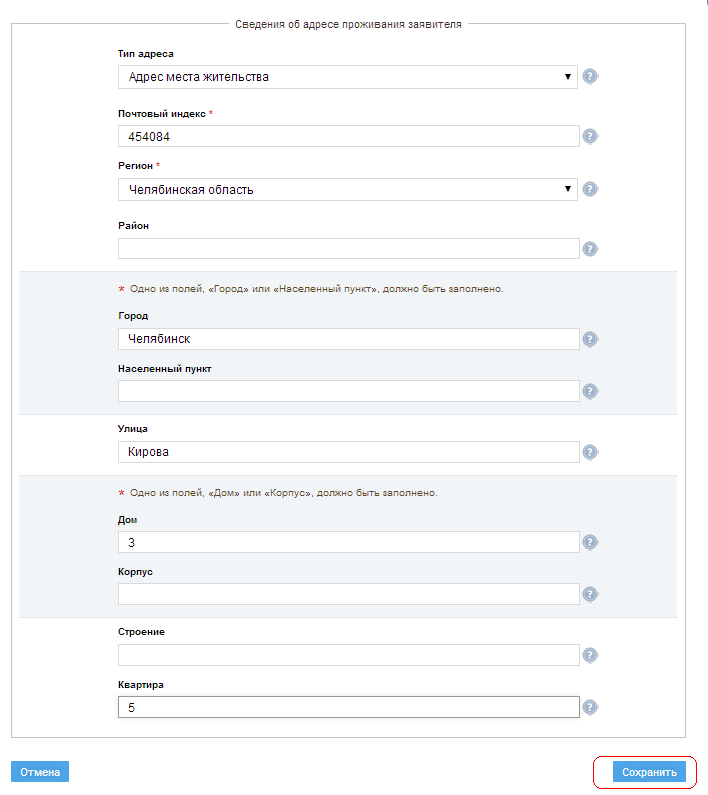 Сведения об адресе проживания заявителя
Тип адреса
Адрес места жительства ▼ ?
Почтовый индекс *
454084 ?
Регион *
Челябинская область ▼ ?
Район
?
* Одно из полей, «Город» или «Населенный пункт», должно быть заполнено.
Город
Челябинск ?
Населенный пункт
?
Улица
Кирова ?
* Одно из полей, «Дом» или «Корпус», должно быть заполнено.
Дом
3 ?
Корпус
?
Строение
?
Квартира
5 ?
Отмена Сохранить